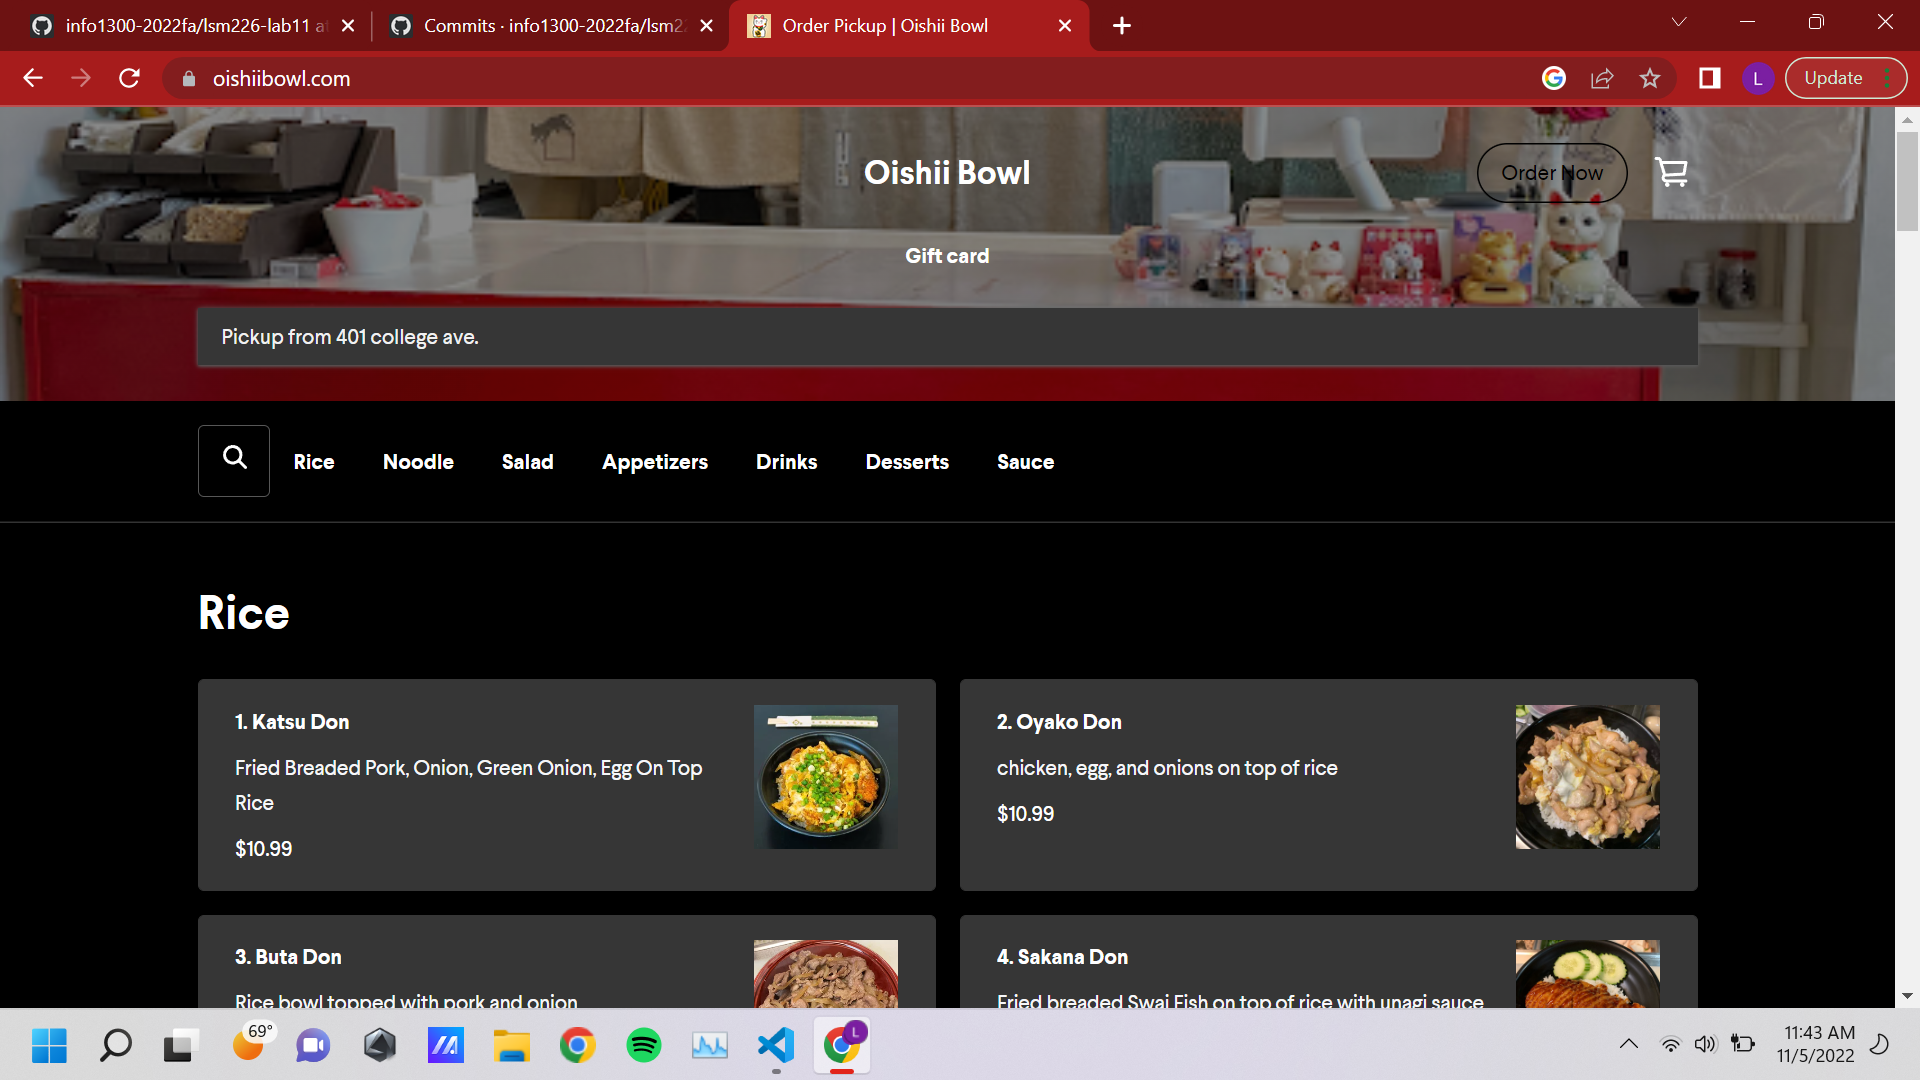 info1300-2022fa/lsm226-lab11 at
Commits · info1300-2022fa/lsm22
Order Pickup | Oishii Bowl
oishiibowl.com
L
Update
Oishii Bowl
Order Now
Gift card
Pickup from 401 college ave.
Rice Noodle Salad Appetizers Drinks Desserts Sauce
Rice
1. Katsu Don
Fried Breaded Pork, Onion, Green Onion, Egg On Top
Rice
$10.99
2. Oyako Don
chicken, egg, and onions on top of rice
$10.99
3. Buta Don
Rice bowl topped with pork and onion
4. Sakana Don
Fried breaded Swai Fish on top of rice with unagi sauce
69°
L
11:43 AM
11/5/2022